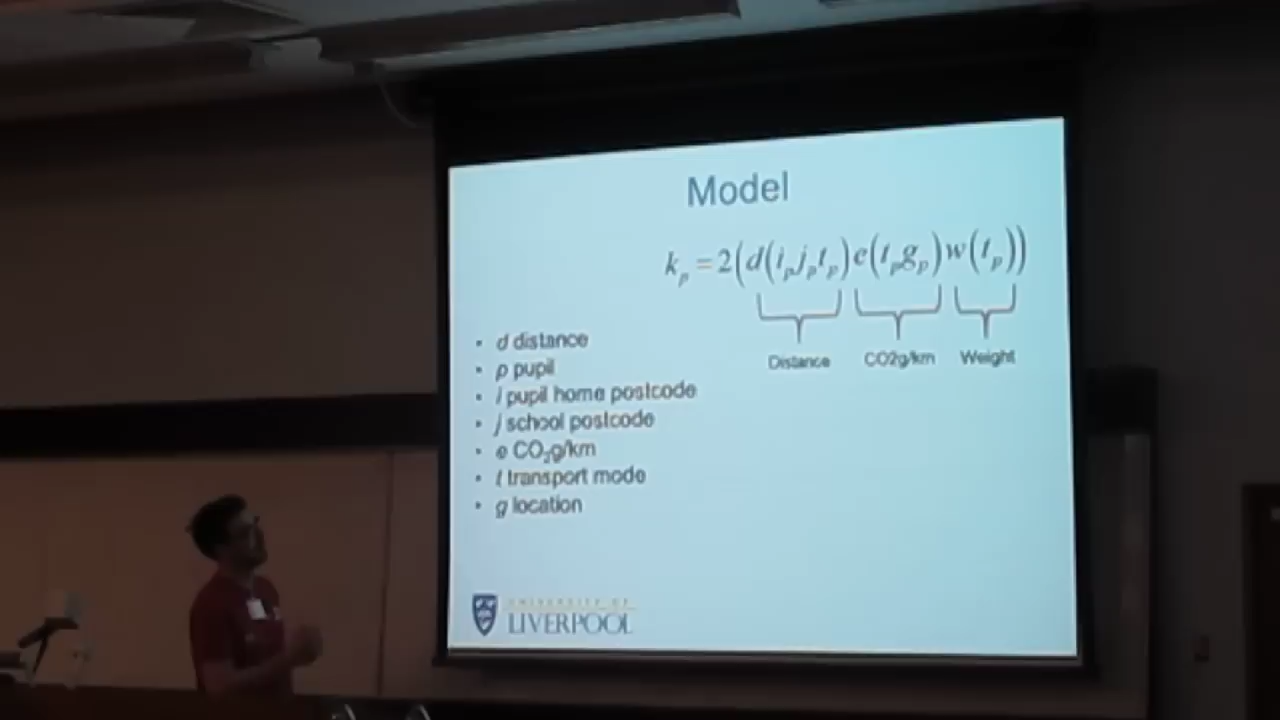 Model
kₚ = 2(d(iₚjₚtₚ)e(tₚgₚ)w(tₚ))
Distance CO2g/km Weight
• d distance
• p pupil
• i pupil home postcode
• j school postcode
• e CO₂g/km
• t transport mode
• g location
UNIVERSITY OF
LIVERPOOL